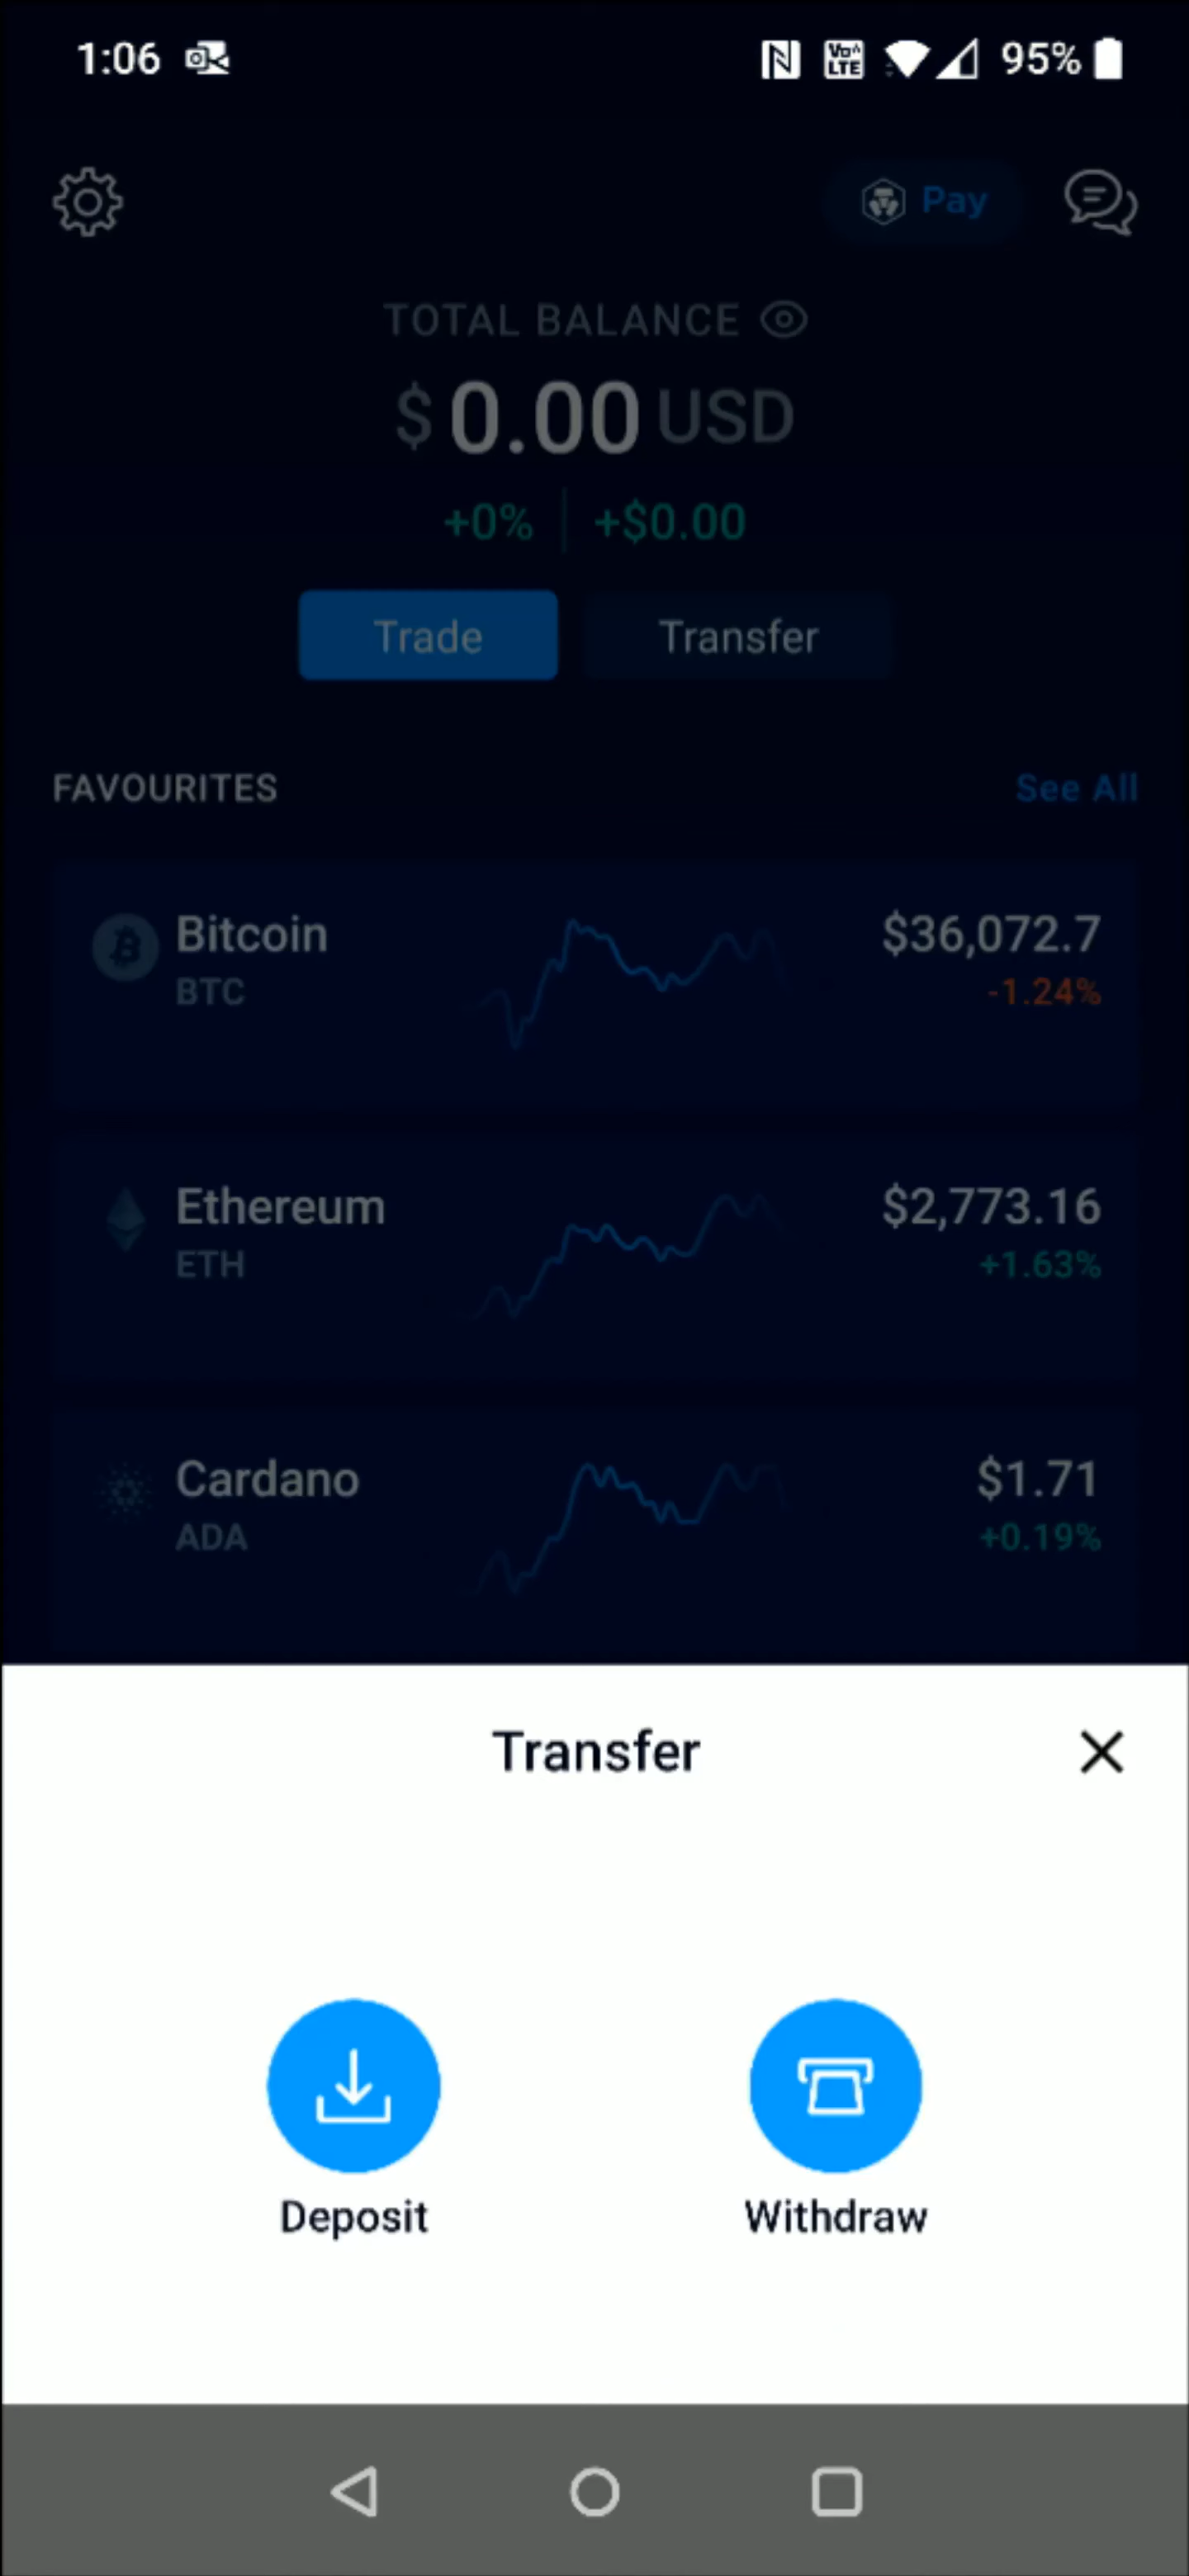 1:06
Vo LTE
95%
Pay
TOTAL BALANCE
$ 0.00 USD
+0% +$0.00
Trade Transfer
FAVOURITES See All
Bitcoin $36,072.7
BTC -1.24%
Ethereum $2,773.16
ETH +1.63%
Cardano $1.71
ADA +0.19%
Transfer
Deposit Withdraw